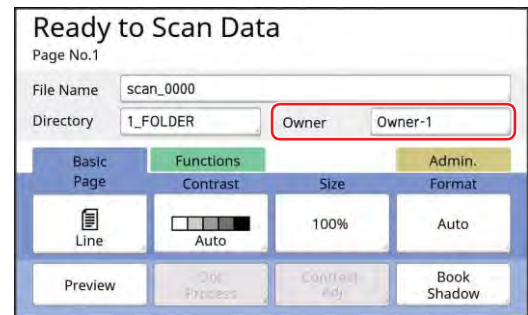 Ready to Scan Data
Page No.1
File Name scan_0000
Directory 1_FOLDER Owner Owner-1
Basic Functions Admin.
Page Contrast Size Format
Line Auto 100% Auto
Preview Dot Process Contrast Adj. Book Shadow